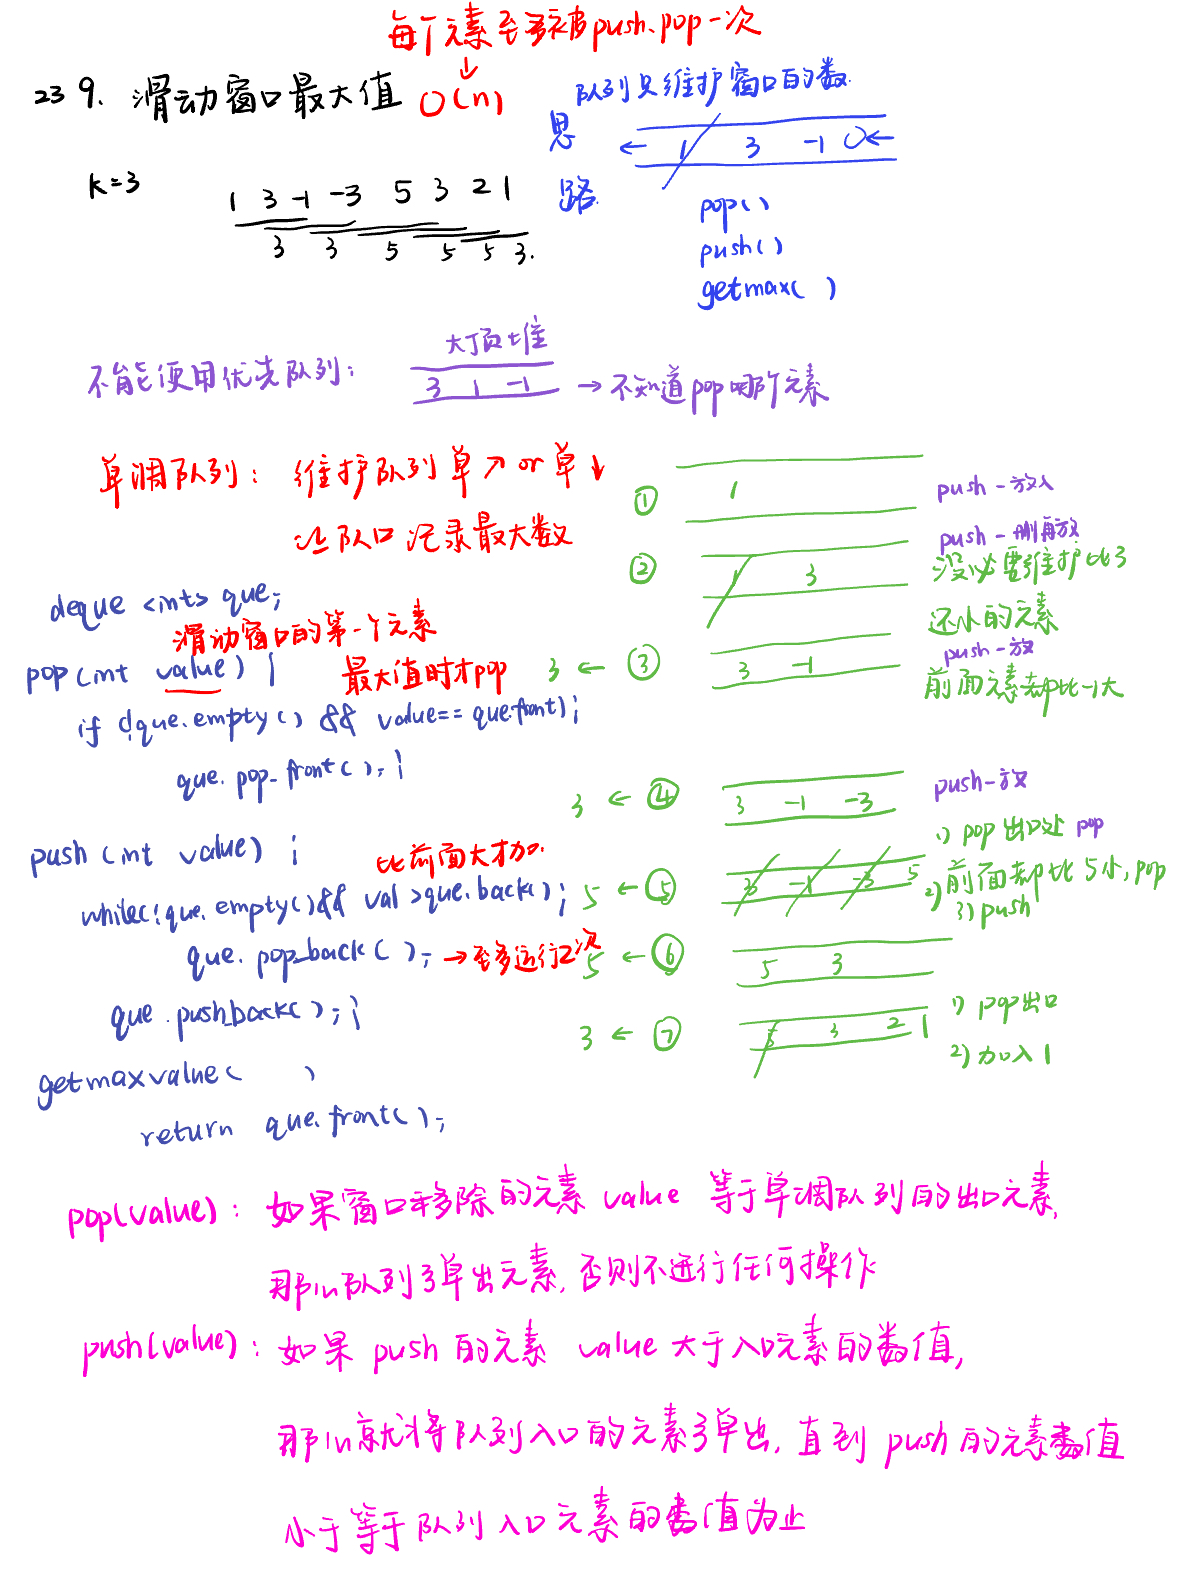 每个元素至多被push、pop一次
↓
239. 滑动窗口最大值 O(n)
k=3
1 3 -1 -3 5 3 2 1
3 3 5 5 5 3.
思路
队列只维护窗口的数.
← 1 3 -1 ←
pop()
push()
getmax( )
不能使用优先队列:
大顶堆
3 1 -1 → 不知道pop哪个元素
单调队列: 维护队列单↗or单↓
让队口记录最大数
deque <int> que;
滑动窗口的第一个元素
pop(int value) {
最大值时才pop
if (!que.empty() && value== que.front);
que.pop_front(); }
push (int value) {
比前面大才加.
while(!que.empty()&& val >que.back();
que.pop_back(); →至多运行2次
que.push_back(); }
getmaxvalue( )
return que.front();
① 1 push-放入
② 1 3 push-删再放
没必要维护比3
还小的元素
3 ← ③ 3 -1 push-放
前面元素都比-1大
3 ← ④ 3 -1 -3 push-放
5 ← ⑤ 3 -1 -3 5
1) pop出口处 pop
2) 前面都比5小, pop
3) push
5 ← ⑥ 5 3
3 ← ⑦ 5 3 2 1
1) pop出口
2) 加入1
pop(value): 如果窗口移除的元素 value 等于单调队列的出口元素,
那么队列弹出元素, 否则不进行任何操作
push(value): 如果 push 的元素 value 大于入口元素的数值,
那么就将队列入口的元素弹出, 直到 push 的元素数值
小于等于队列入口元素的数值为止